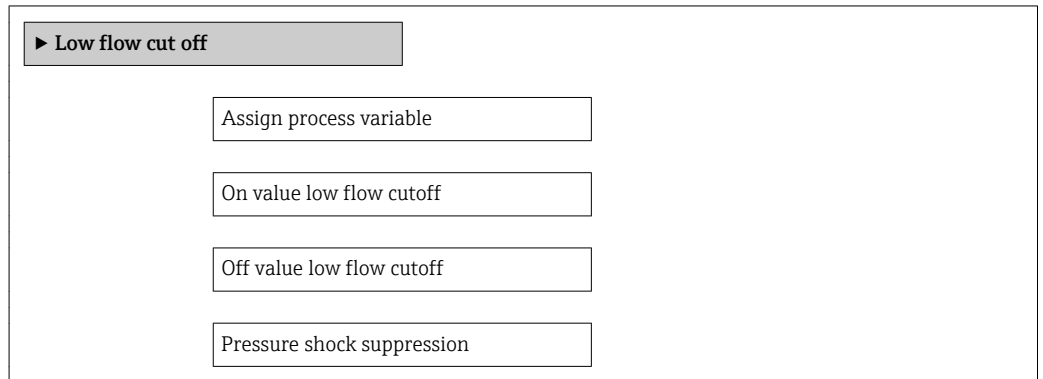 ▶ Low flow cut off
Assign process variable
On value low flow cutoff
Off value low flow cutoff
Pressure shock suppression